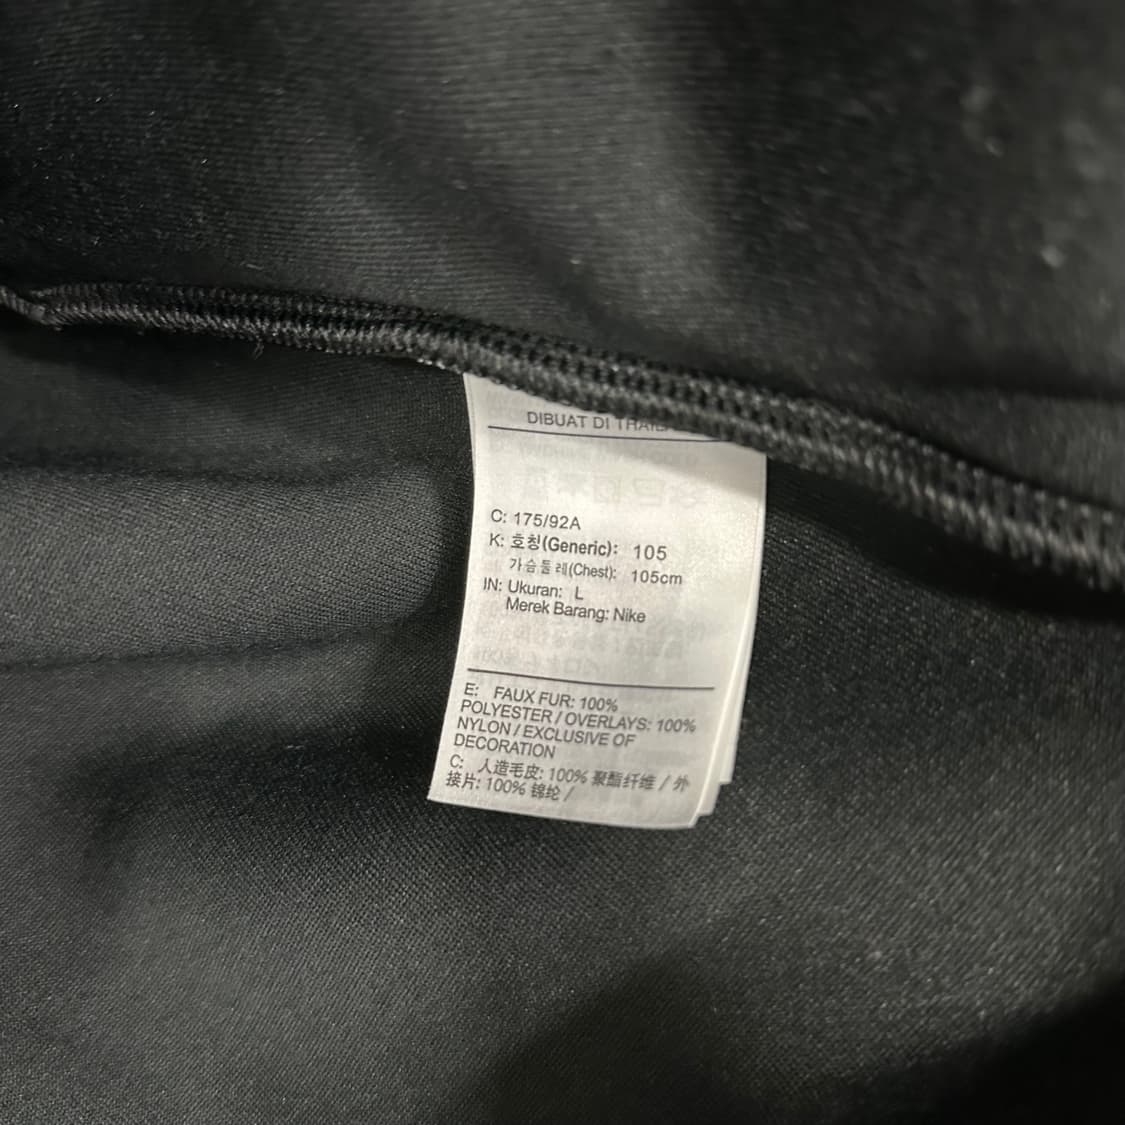 DIBUAT DI THAIL
C: 175/92A
K: 호칭(Generic): 105
가슴둘레(Chest): 105cm
IN: Ukuran: L
Merek Barang: Nike
E: FAUX FUR: 100%
POLYESTER / OVERLAYS: 100%
NYLON / EXCLUSIVE OF
DECORATION
C: 人造毛皮: 100% 聚酯纤维 / 外
接片: 100% 锦纶 /